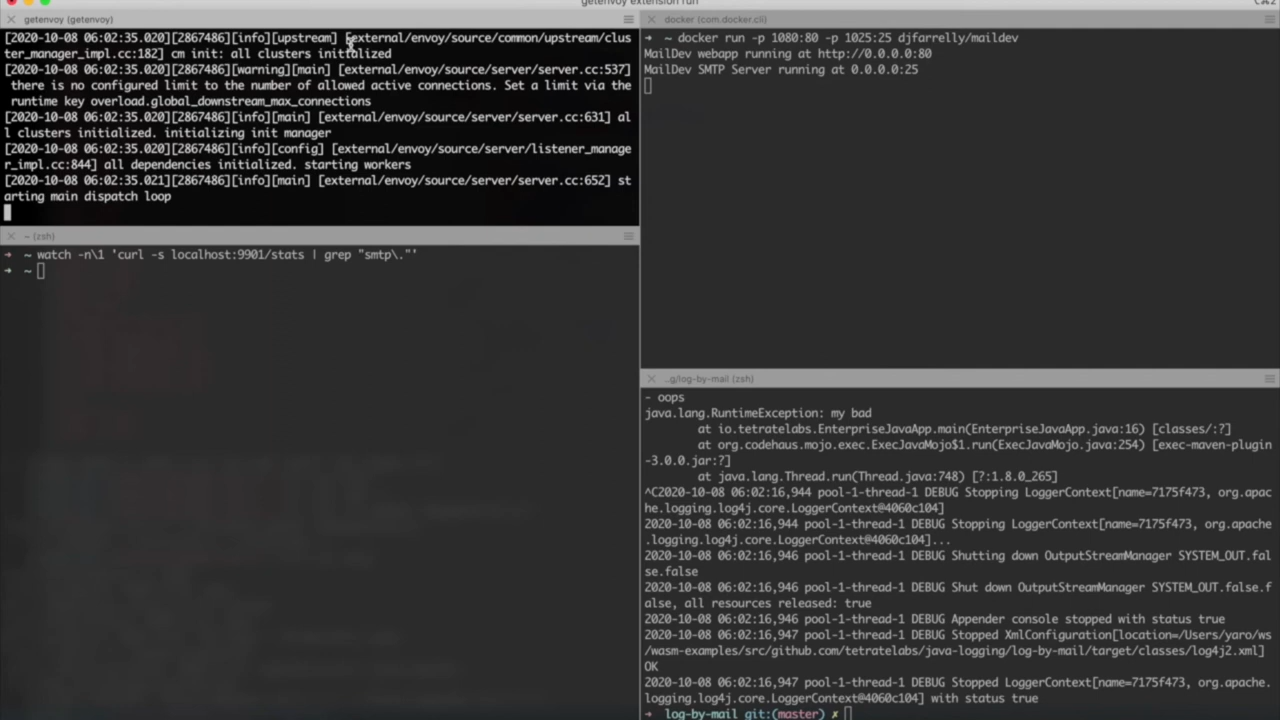 getenvoy extension run
⌥⌘2
getenvoy (getenvoy)
[2020-10-08 06:02:35.020][2867486][info][upstream] [external/envoy/source/common/upstream/clus
ter_manager_impl.cc:182] cm init: all clusters initialized
[2020-10-08 06:02:35.020][2867486][warning][main] [external/envoy/source/server/server.cc:537]
there is no configured limit to the number of allowed active connections. Set a limit via the
runtime key overload.global_downstream_max_connections
[2020-10-08 06:02:35.020][2867486][info][main] [external/envoy/source/server/server.cc:631] al
l clusters initialized. initializing init manager
[2020-10-08 06:02:35.020][2867486][info][config] [external/envoy/source/server/listener_manage
r_impl.cc:844] all dependencies initialized. starting workers
[2020-10-08 06:02:35.021][2867486][info][main] [external/envoy/source/server/server.cc:652] st
arting main dispatch loop
~ (zsh)
→ ~ watch -n\1 'curl -s localhost:9901/stats | grep "smtp\."'
→ ~
docker (com.docker.cli)
→ ~ docker run -p 1080:80 -p 1025:25 djfarrelly/maildev
MailDev webapp running at http://0.0.0.0:80
MailDev SMTP Server running at 0.0.0.0:25
..g/log-by-mail (zsh)
- oops
java.lang.RuntimeException: my bad
at io.tetratelabs.EnterpriseJavaApp.main(EnterpriseJavaApp.java:16) [classes/:?]
at org.codehaus.mojo.exec.ExecJavaMojo$1.run(ExecJavaMojo.java:254) [exec-maven-plugin
-3.0.0.jar:?]
at java.lang.Thread.run(Thread.java:748) [?:1.8.0_265]
^C2020-10-08 06:02:16,944 pool-1-thread-1 DEBUG Stopping LoggerContext[name=7175f473, org.apac
he.logging.log4j.core.LoggerContext@4060c104]
2020-10-08 06:02:16,944 pool-1-thread-1 DEBUG Stopping LoggerContext[name=7175f473, org.apache
.logging.log4j.core.LoggerContext@4060c104]...
2020-10-08 06:02:16,946 pool-1-thread-1 DEBUG Shutting down OutputStreamManager SYSTEM_OUT.fal
se.false
2020-10-08 06:02:16,946 pool-1-thread-1 DEBUG Shut down OutputStreamManager SYSTEM_OUT.false.f
alse, all resources released: true
2020-10-08 06:02:16,946 pool-1-thread-1 DEBUG Appender console stopped with status true
2020-10-08 06:02:16,947 pool-1-thread-1 DEBUG Stopped XmlConfiguration[location=/Users/yaro/ws
/wasm-examples/src/github.com/tetratelabs/java-logging/log-by-mail/target/classes/log4j2.xml]
OK
2020-10-08 06:02:16,947 pool-1-thread-1 DEBUG Stopped LoggerContext[name=7175f473, org.apache.
logging.log4j.core.LoggerContext@4060c104] with status true
→ log-by-mail git:(master) ✗